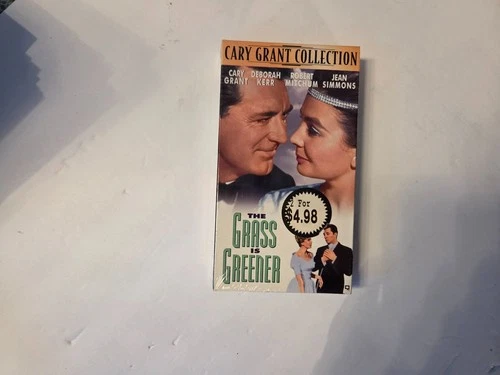 CARY GRANT COLLECTION
CARY DEBORAH ROBERT JEAN
GRANT KERR MITCHUM SIMMONS
For
4.98
THE
GRASS
IS
GREENER